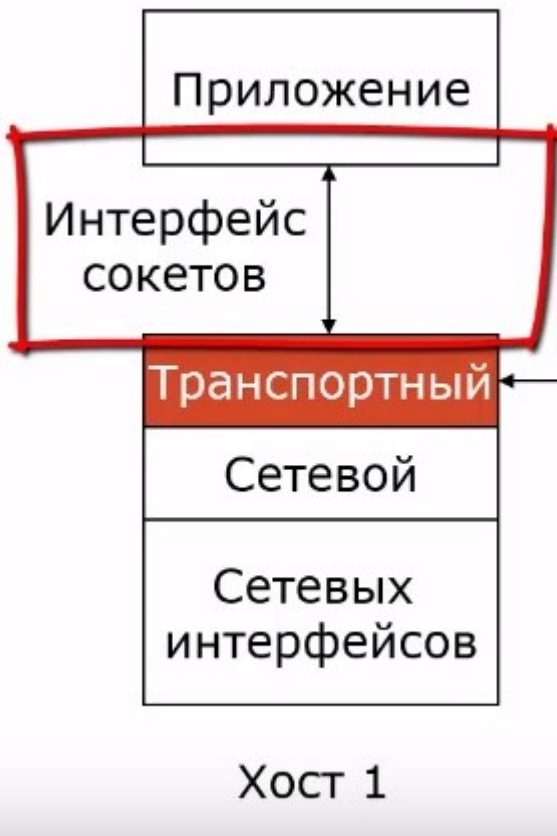 Приложение
Интерфейс
сокетов
Транспортный
Сетевой
Сетевых
интерфейсов
Хост 1